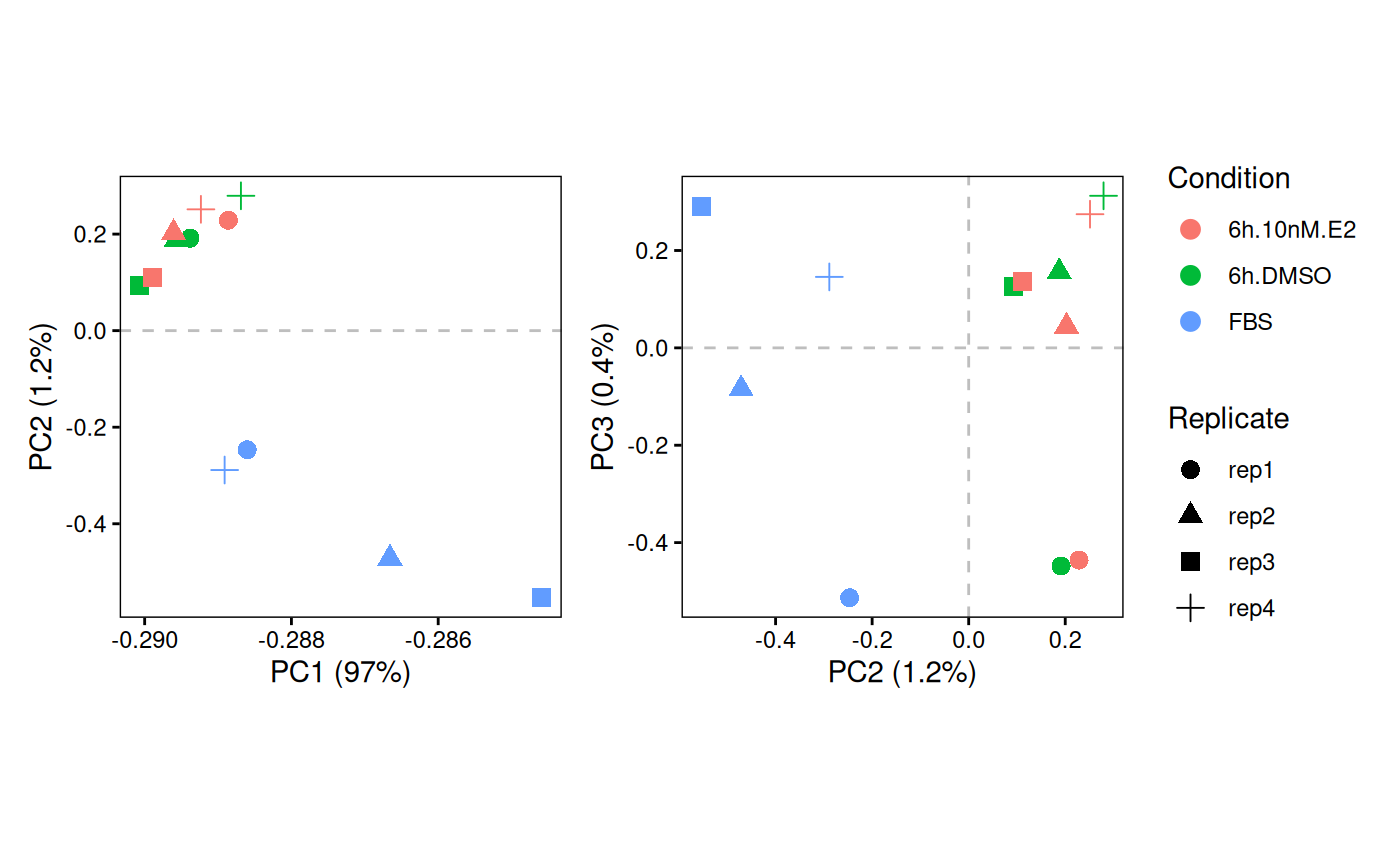 0.2
0.0
-0.2
-0.4
PC2 (1.2%)
-0.290
-0.288
-0.286
PC1 (97%)
0.2
0.0
-0.2
-0.4
PC3 (0.4%)
-0.4
-0.2
0.0
0.2
PC2 (1.2%)
Condition
6h.10nM.E2
6h.DMSO
FBS
Replicate
rep1
rep2
rep3
rep4